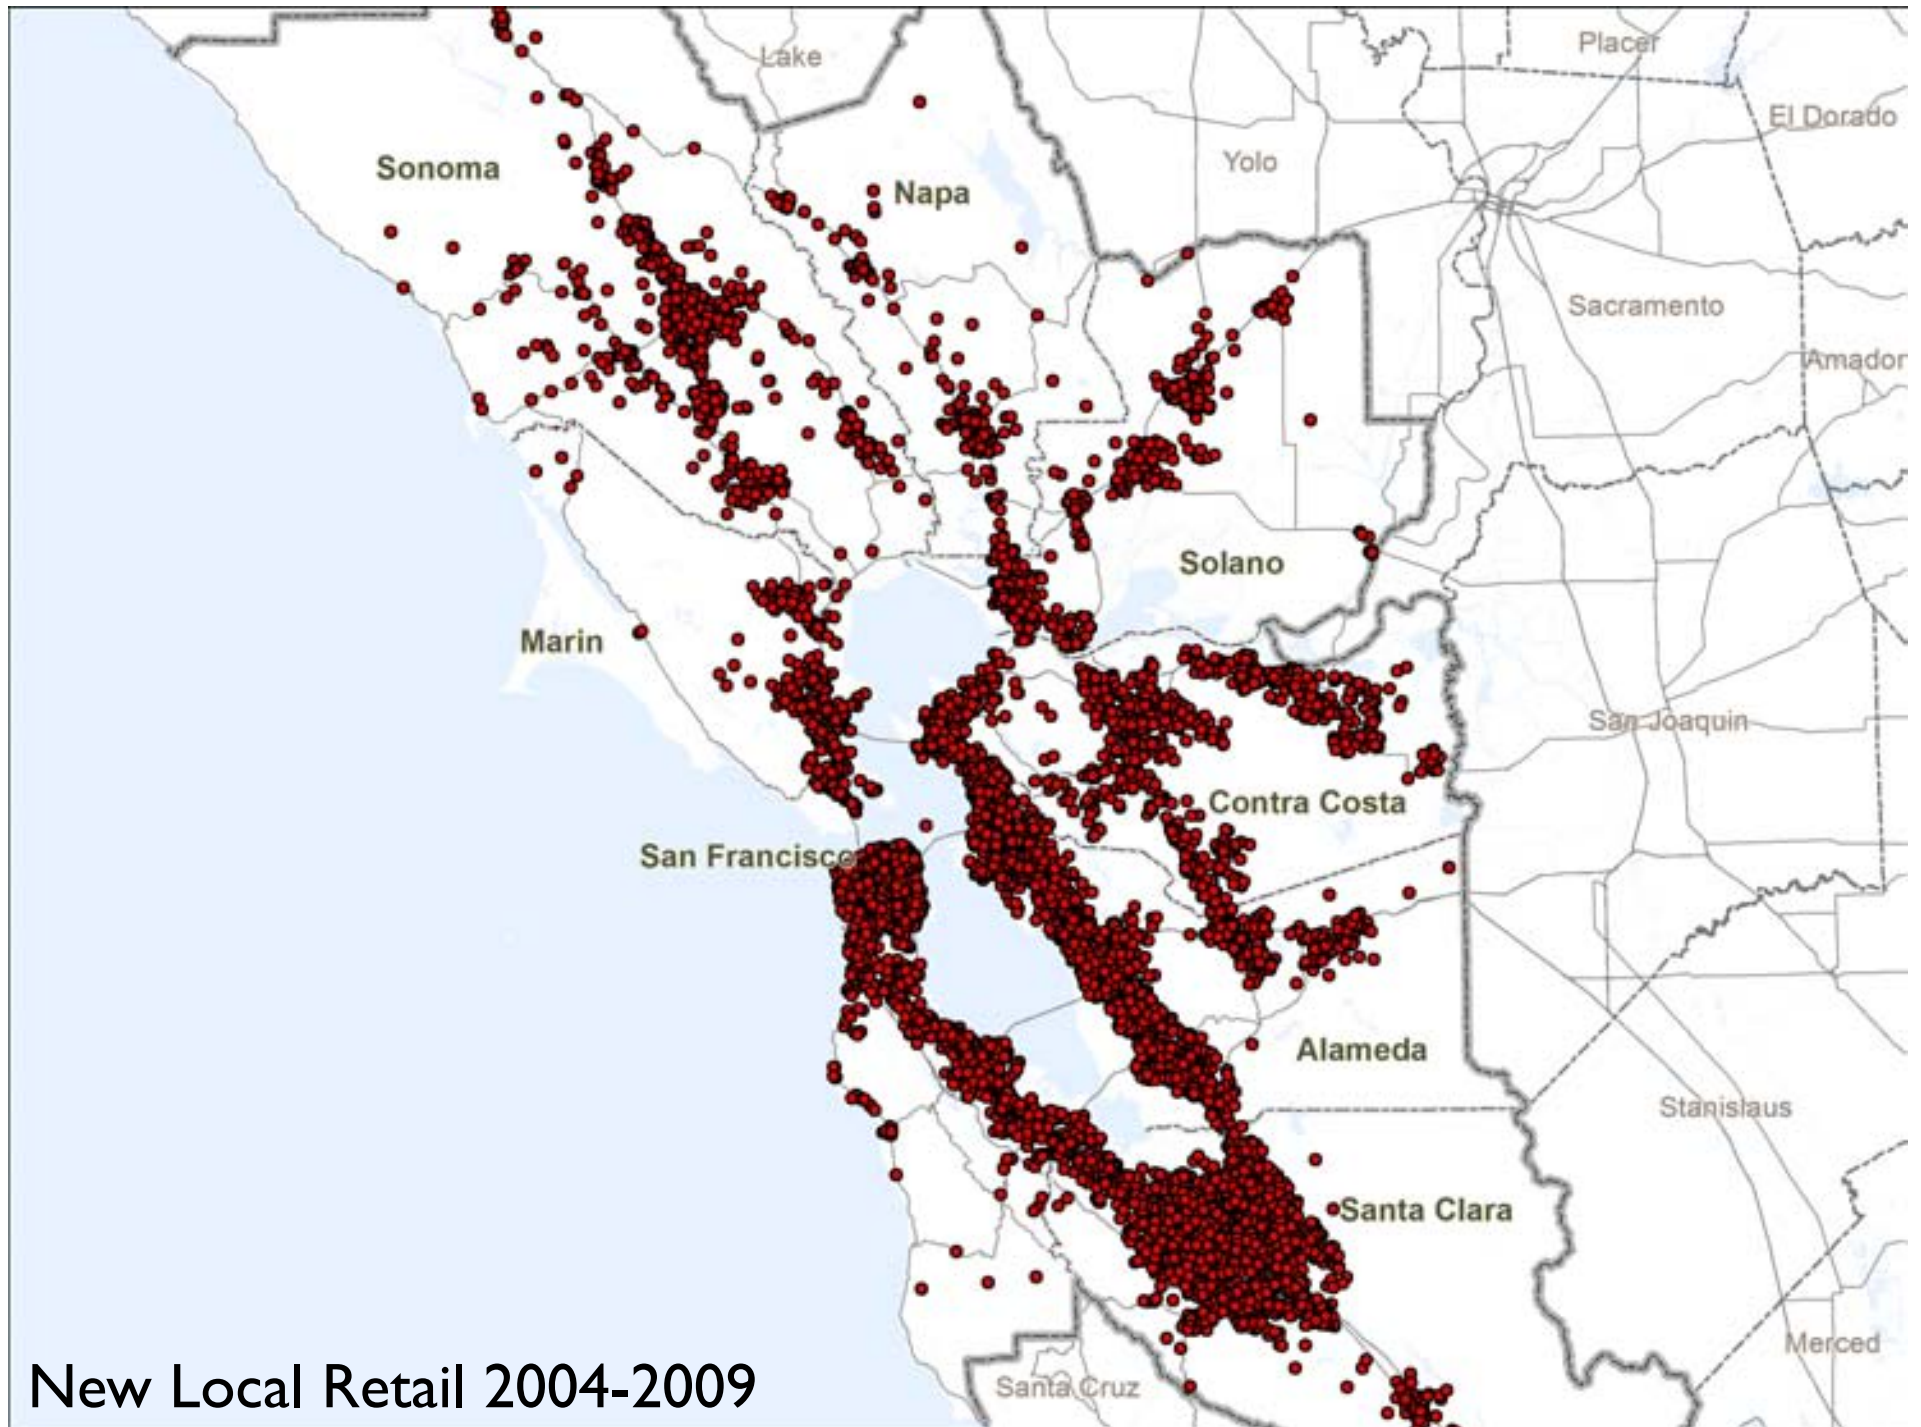 Lake
Placer
El Dorado
Sonoma
Napa
Yolo
Sacramento
Amador
Solano
Marin
San Joaquin
Contra Costa
San Francisco
Alameda
Stanislaus
Santa Clara
Merced
Santa Cruz
New Local Retail 2004-2009